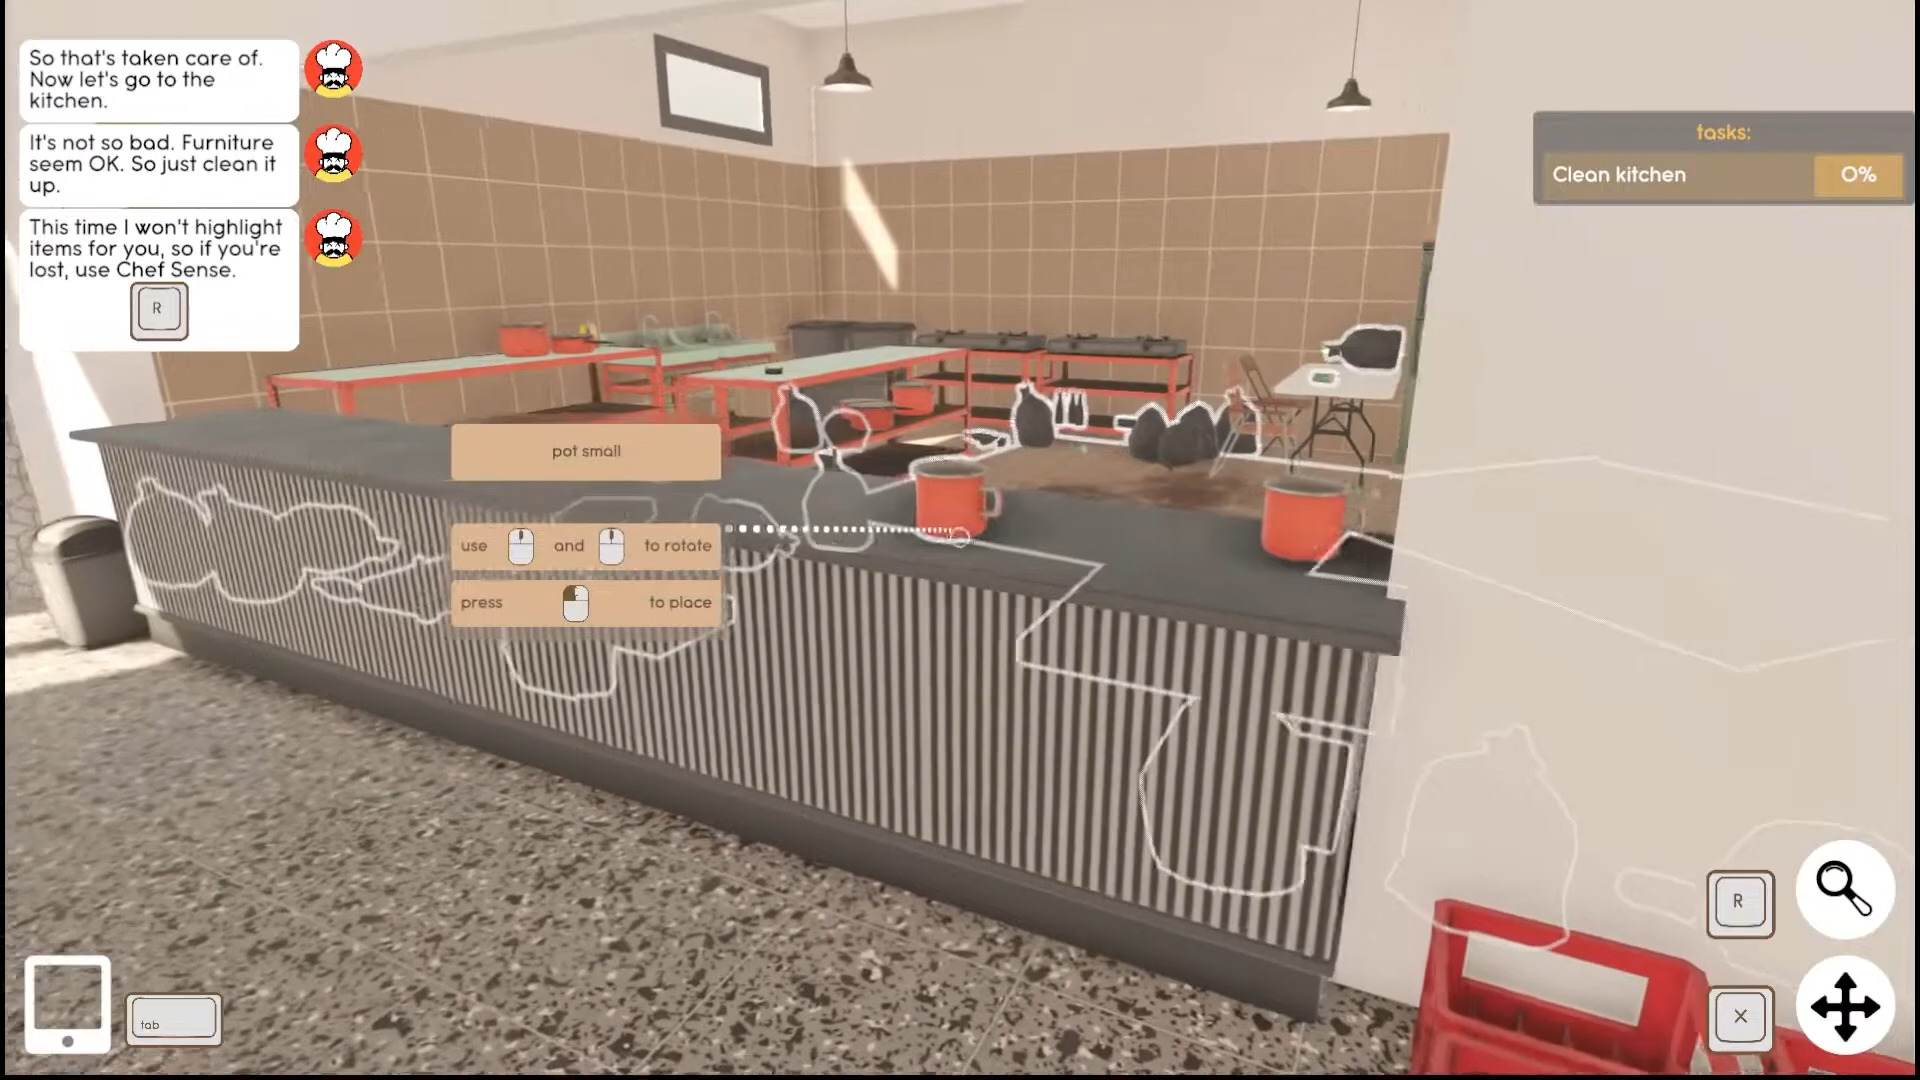 So that's taken care of.
Now let's go to the
kitchen.
It's not so bad. Furniture
seem OK. So just clean it
up.
This time I won't highlight
items for you, so if you're
lost, use Chef Sense.
R
tasks:
Clean kitchen 0%
pot small
use and to rotate
press to place
R
X
tab